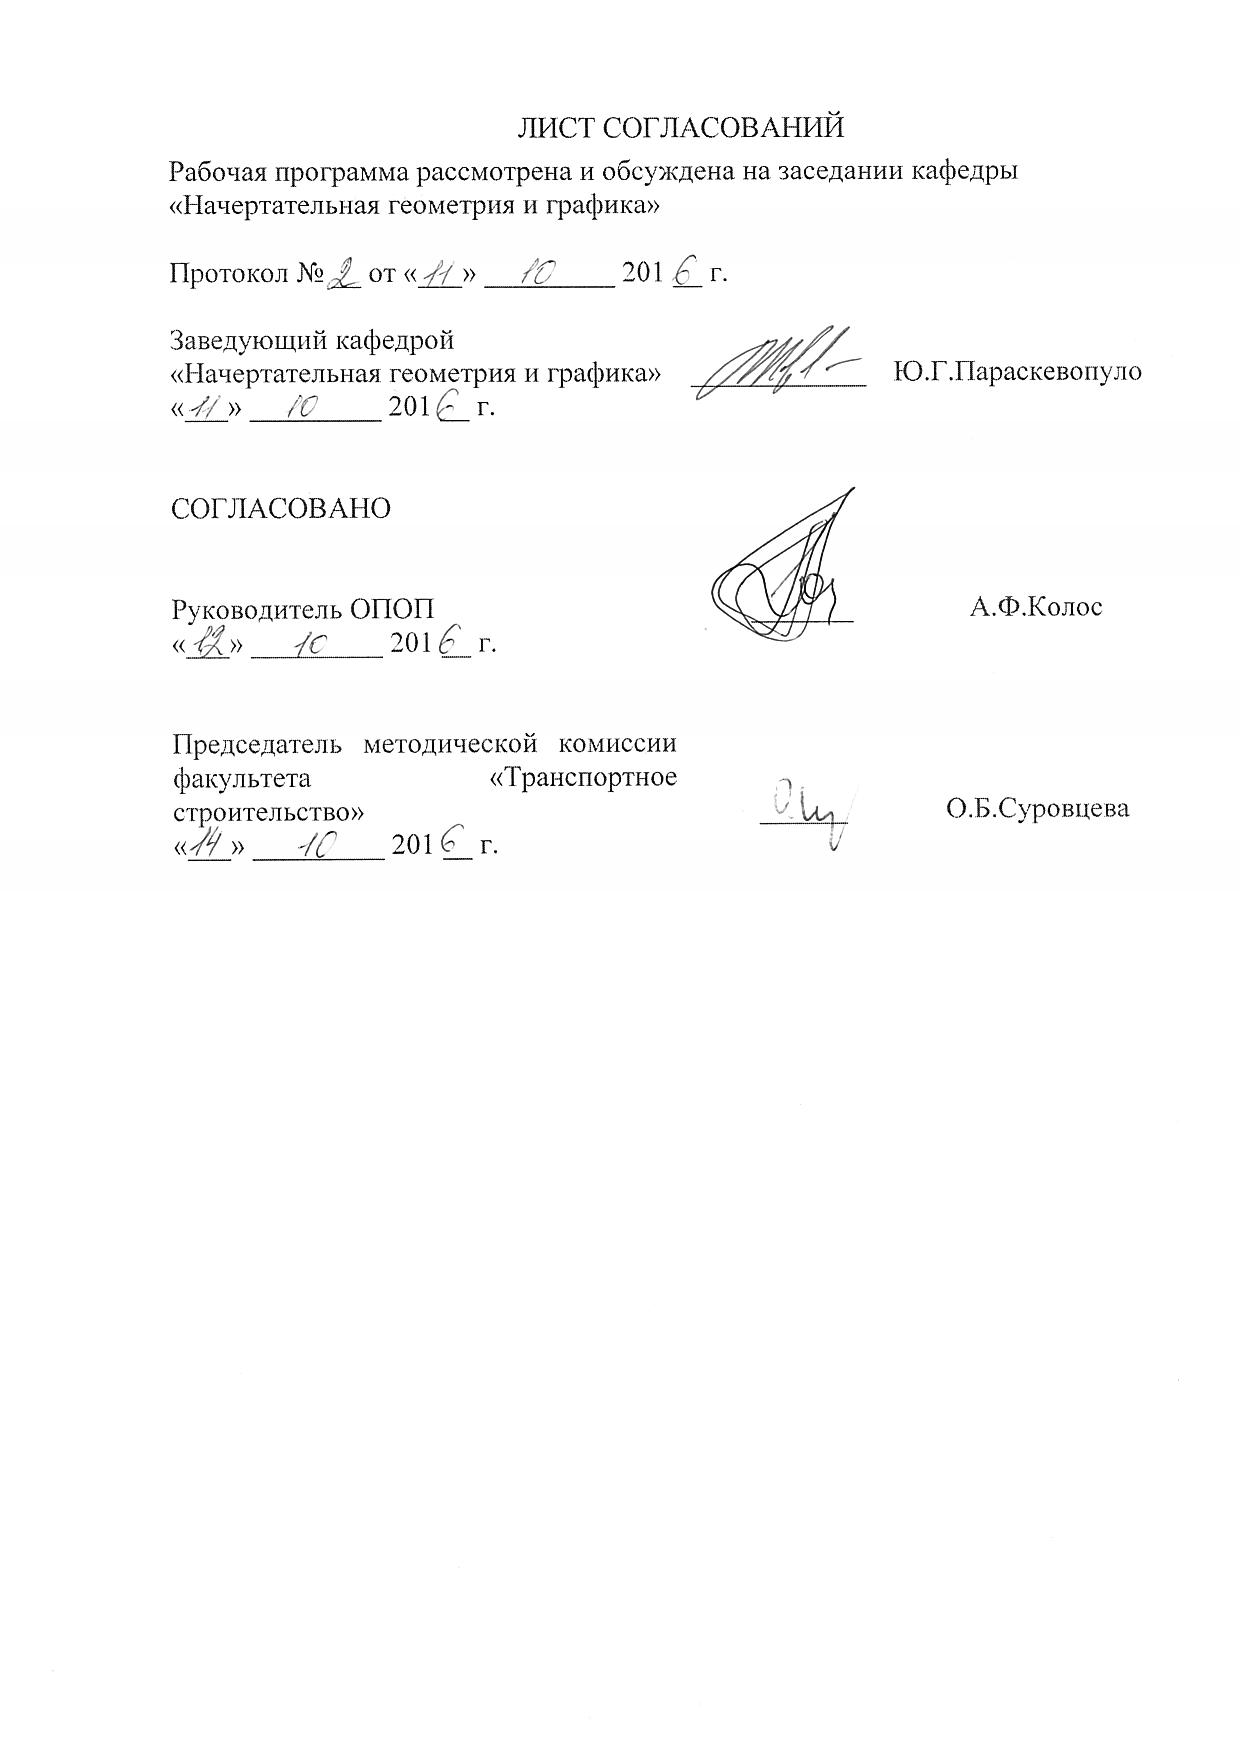 ЛИСТ СОГЛАСОВАНИЙ
Рабочая программа рассмотрена и обсуждена на заседании кафедры
«Начертательная геометрия и графика»
Протокол № 2 от «11» 10 2016 г.
Заведующий кафедрой
«Начертательная геометрия и графика» Ю.Г.Параскевопуло
«11» 10 2016 г.
СОГЛАСОВАНО
Руководитель ОПОП А.Ф.Колос
«12» 10 2016 г.
Председатель методической комиссии
факультета «Транспортное
строительство» О.Б.Суровцева
«14» 10 2016 г.